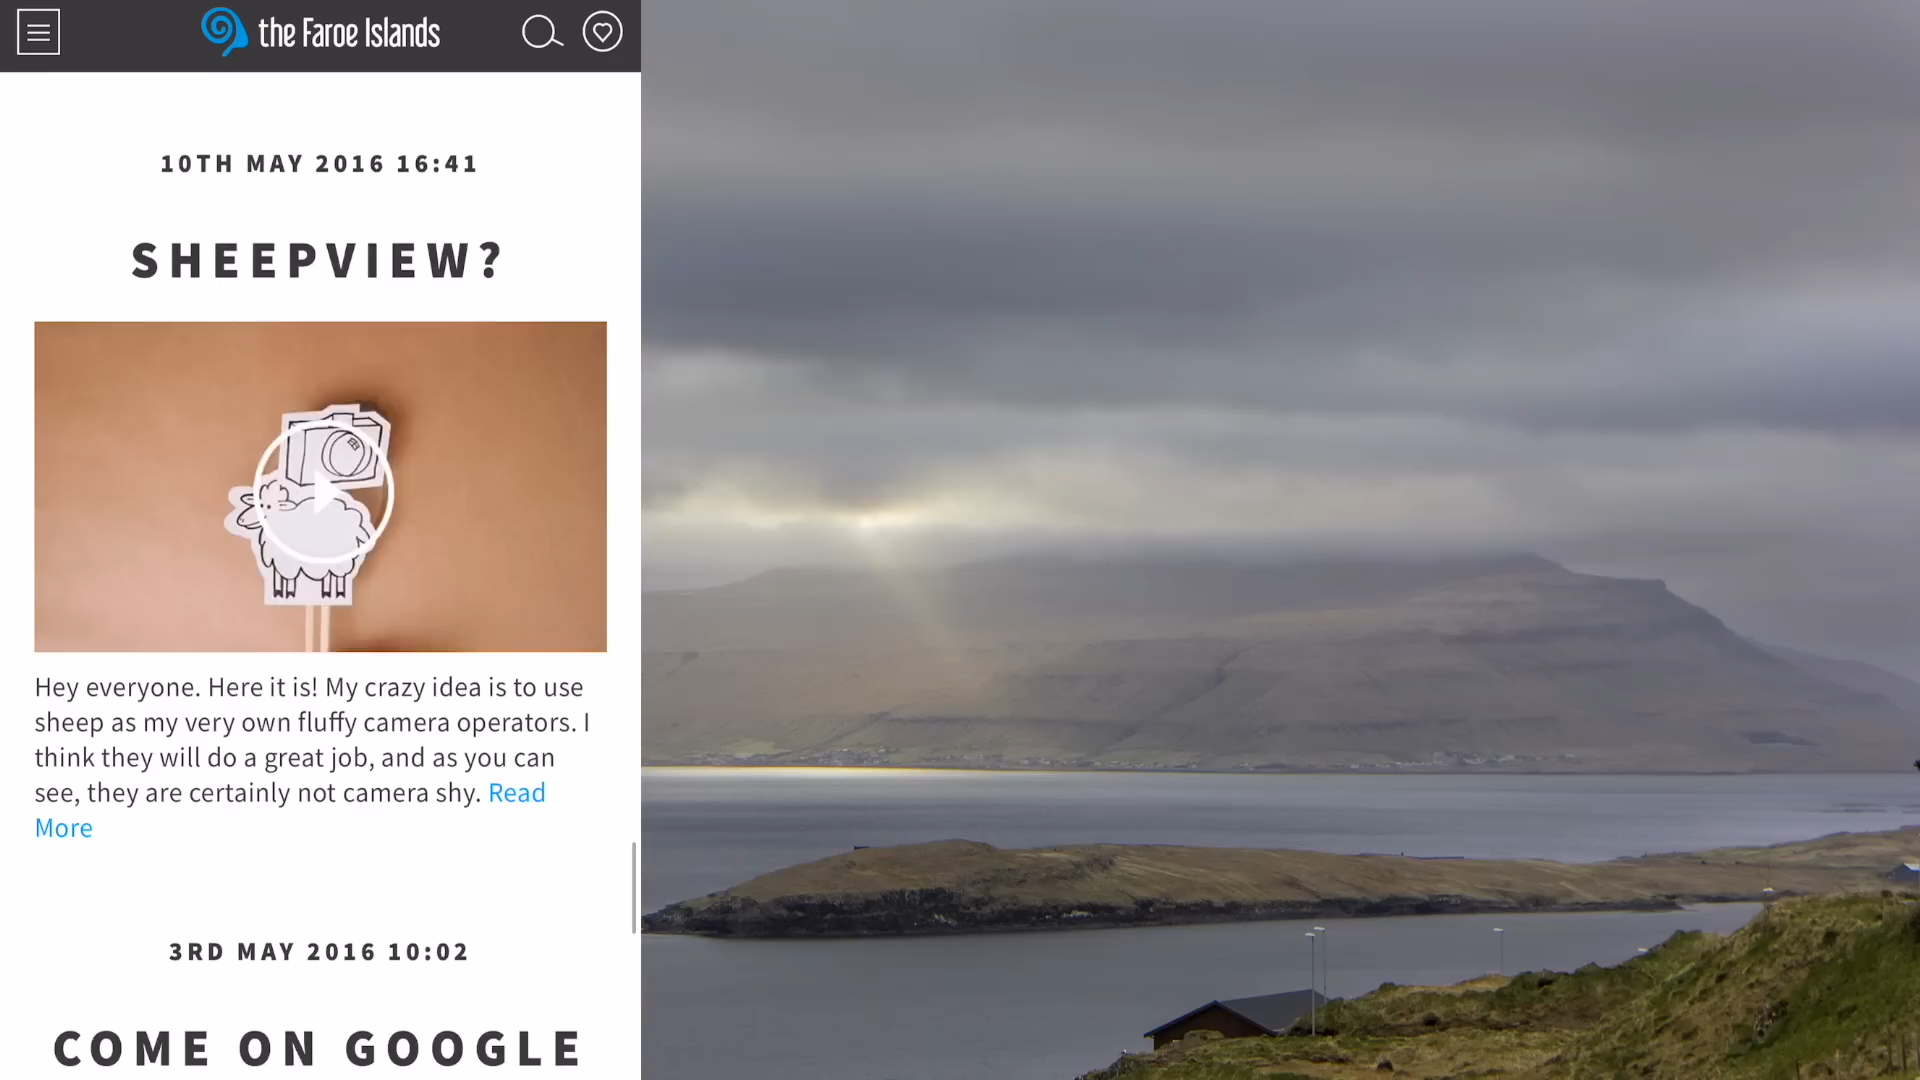 the Faroe Islands
10TH MAY 2016 16:41
SHEEPVIEW?
Hey everyone. Here it is! My crazy idea is to use
sheep as my very own fluffy camera operators. I
think they will do a great job, and as you can
see, they are certainly not camera shy. Read
More
3RD MAY 2016 10:02
COME ON GOOGLE